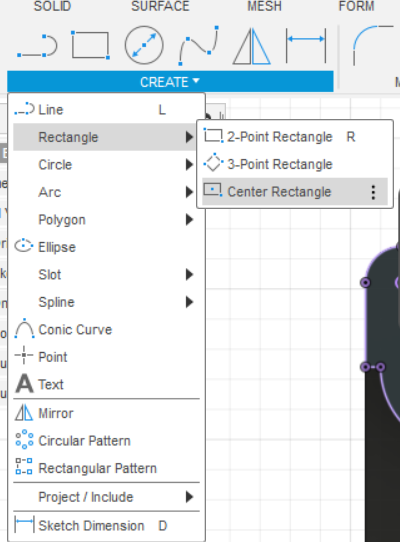 SOLID SURFACE MESH FORM
CREATE
Line L
Rectangle
2-Point Rectangle R
Circle
3-Point Rectangle
Arc
Center Rectangle
Polygon
Ellipse
Slot
Spline
Conic Curve
Point
Text
Mirror
Circular Pattern
Rectangular Pattern
Project / Include
Sketch Dimension D